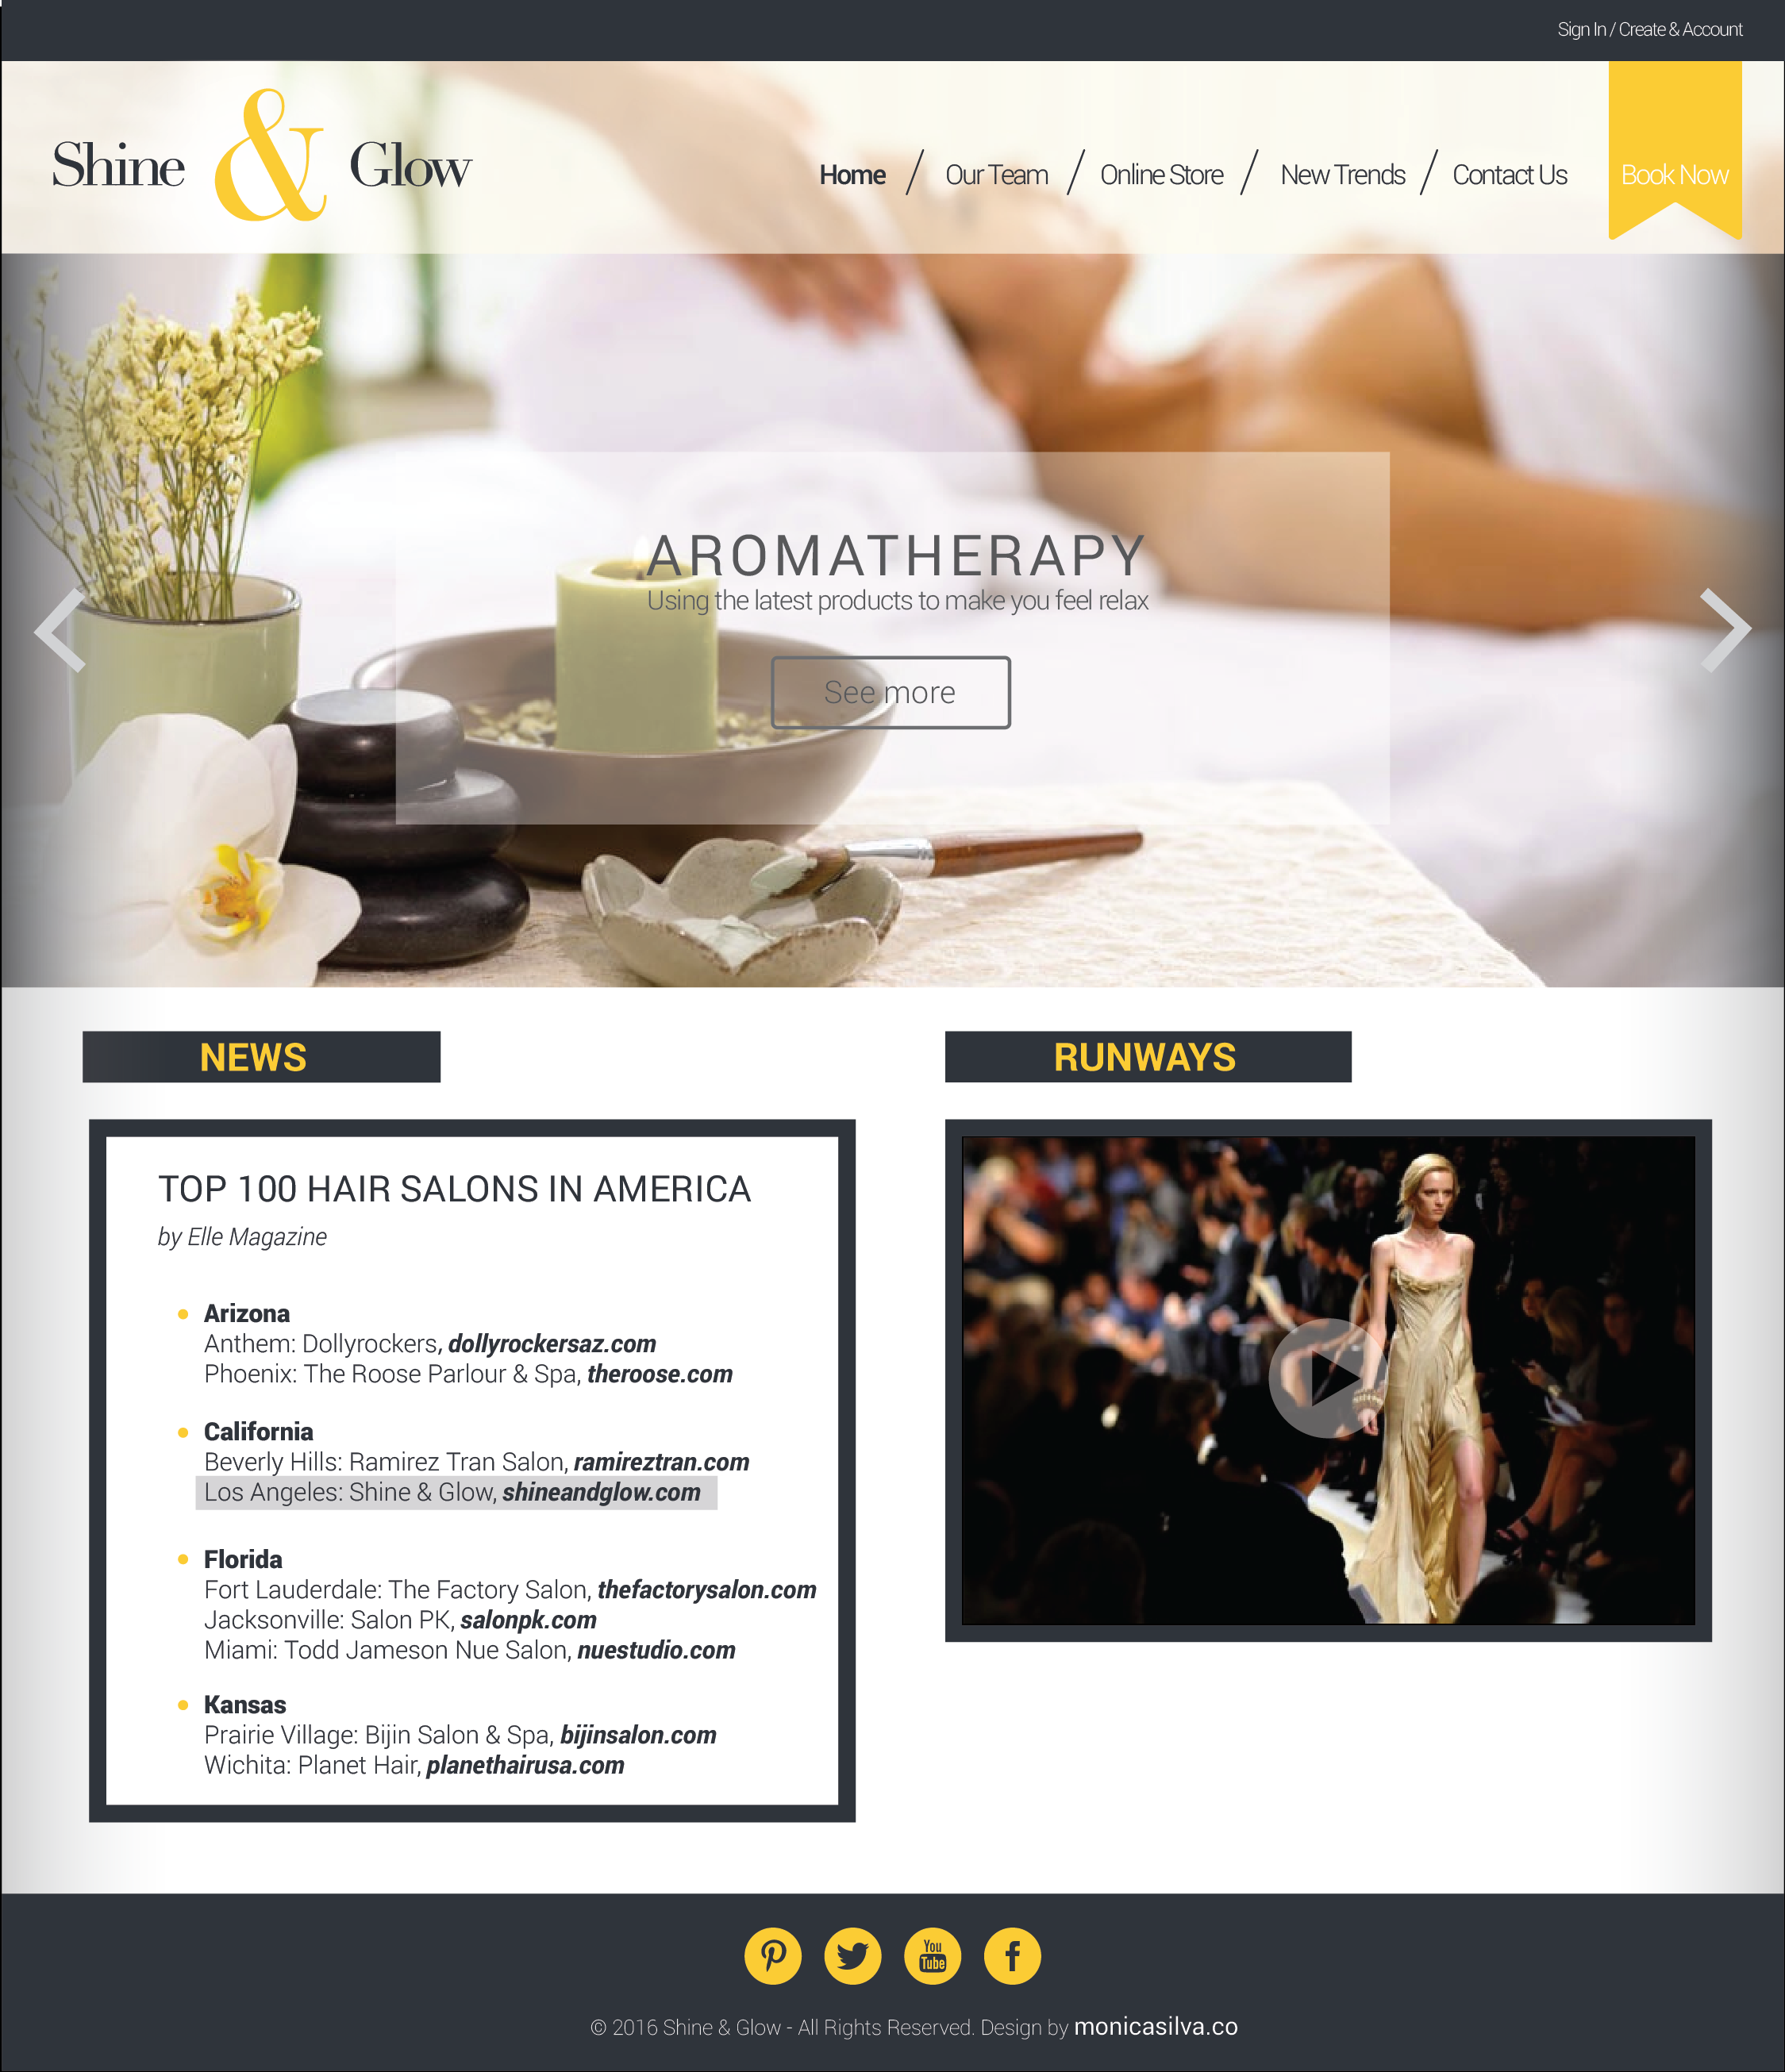 Sign In / Create & Account
Shine & Glow
Home / Our Team / Online Store / New Trends / Contact Us
Book Now
AROMATHERAPY
Using the latest products to make you feel relax
See more
NEWS
TOP 100 HAIR SALONS IN AMERICA
by Elle Magazine
Arizona
Anthem: Dollyrockers, dollyrockersaz.com
Phoenix: The Roose Parlour & Spa, theroose.com
California
Beverly Hills: Ramirez Tran Salon, ramireztran.com
Los Angeles: Shine & Glow, shineandglow.com
Florida
Fort Lauderdale: The Factory Salon, thefactorysalon.com
Jacksonville: Salon PK, salonpk.com
Miami: Todd Jameson Nue Salon, nuestudio.com
Kansas
Prairie Village: Bijin Salon & Spa, bijinsalon.com
Wichita: Planet Hair, planethairusa.com
RUNWAYS
You
Tube
© 2016 Shine & Glow - All Rights Reserved. Design by monicasilva.co